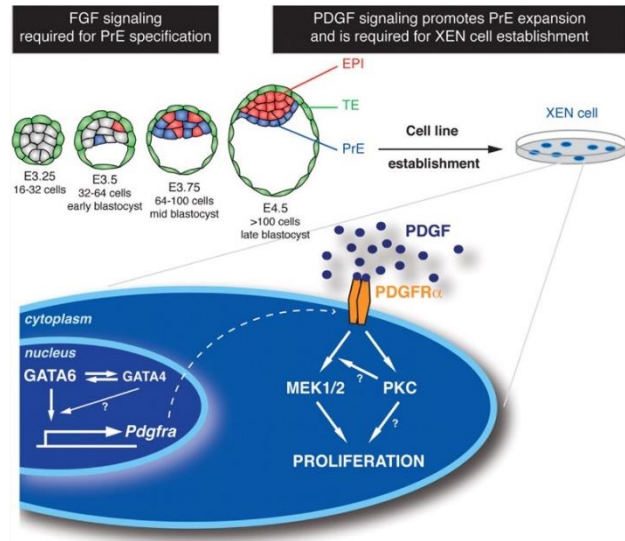 FGF signaling
required for PrE specification
PDGF signaling promotes PrE expansion
and is required for XEN cell establishment
EPI
TE
PrE
E3.25
16-32 cells
E3.5
32-64 cells
early blastocyst
E3.75
64-100 cells
mid blastocyst
E4.5
>100 cells
late blastocyst
Cell line
establishment
XEN cell
PDGF
PDGFRα
cytoplasm
nucleus
GATA6
GATA4
?
Pdgfra
MEK1/2
?
PKC
?
PROLIFERATION